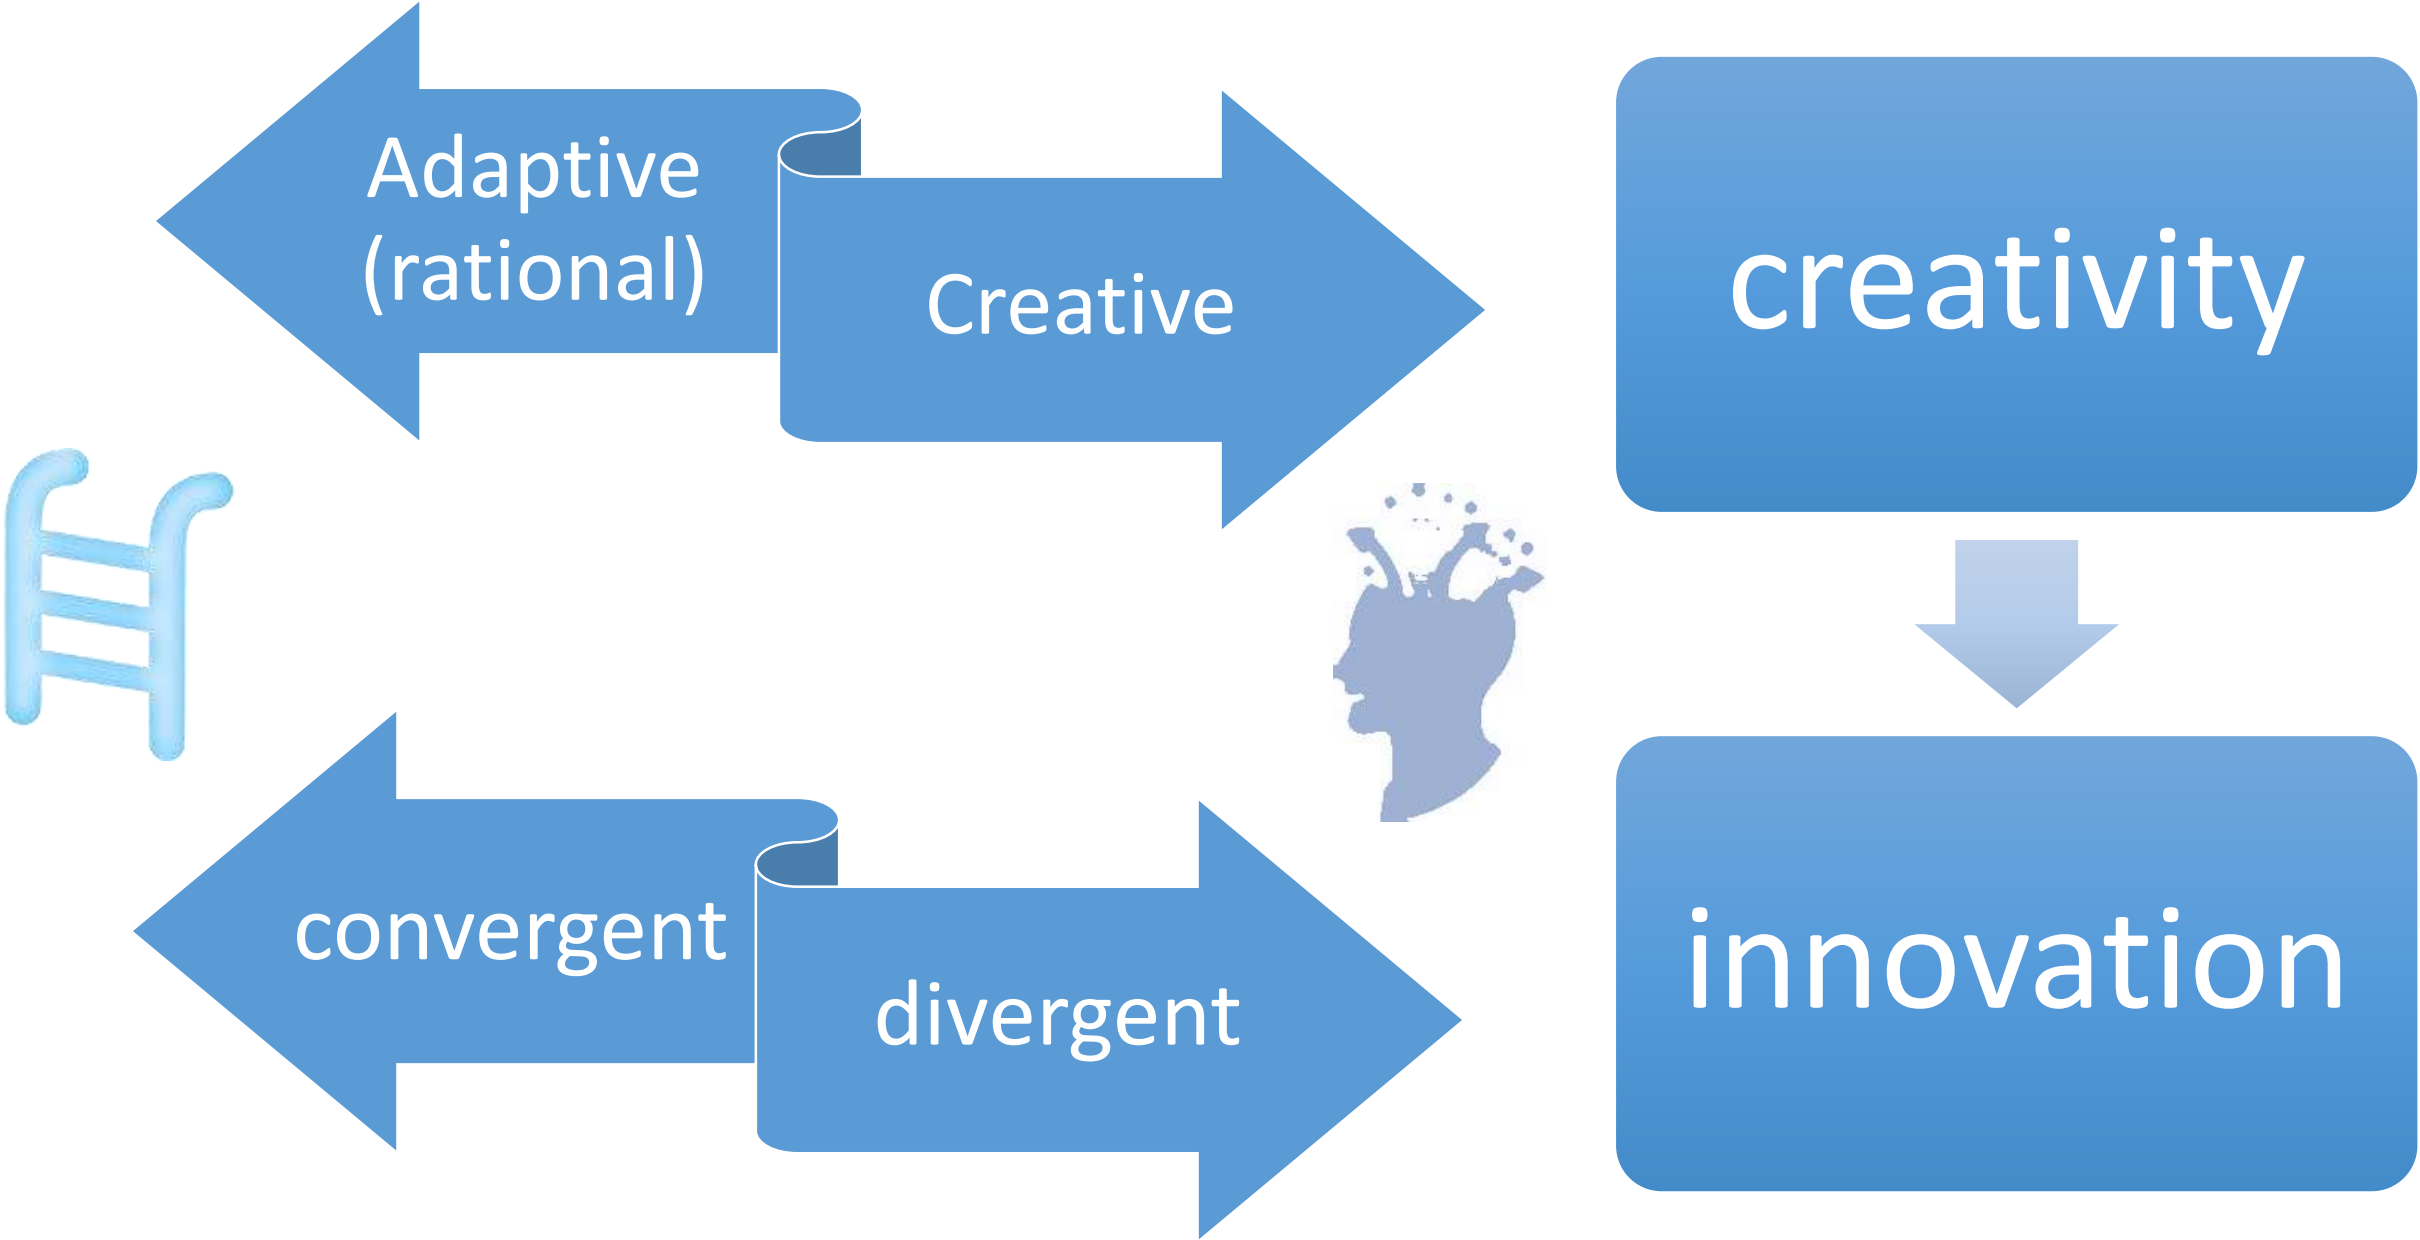 Adaptive
(rational)
Creative
creativity
convergent
divergent
innovation